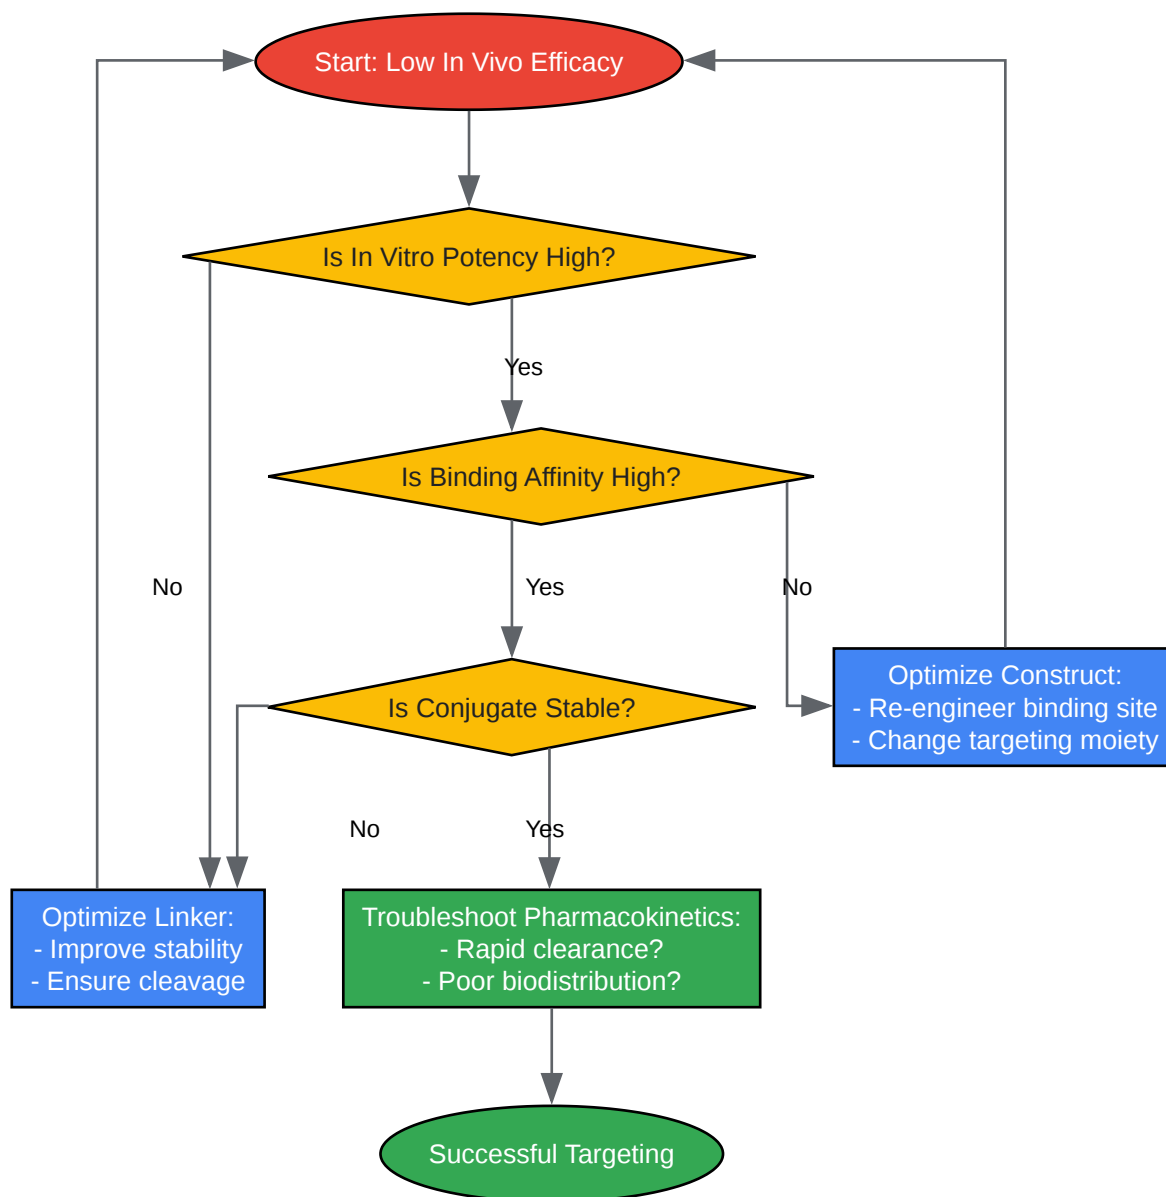 Start: Low In Vivo Efficacy
Is In Vitro Potency High?
Yes
Is Binding Affinity High?
No
Yes
No
Optimize Construct:
- Re-engineer binding site
- Change targeting moiety
Is Conjugate Stable?
No
Yes
Optimize Linker:
- Improve stability
- Ensure cleavage
Troubleshoot Pharmacokinetics:
- Rapid clearance?
- Poor biodistribution?
Successful Targeting